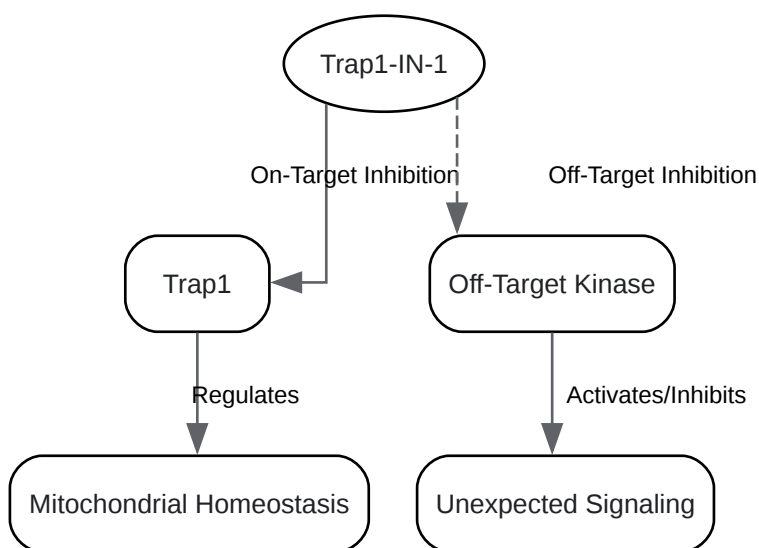 Trap1-IN-1
On-Target Inhibition
Off-Target Inhibition
Trap1
Off-Target Kinase
Regulates
Activates/Inhibits
Mitochondrial Homeostasis
Unexpected Signaling